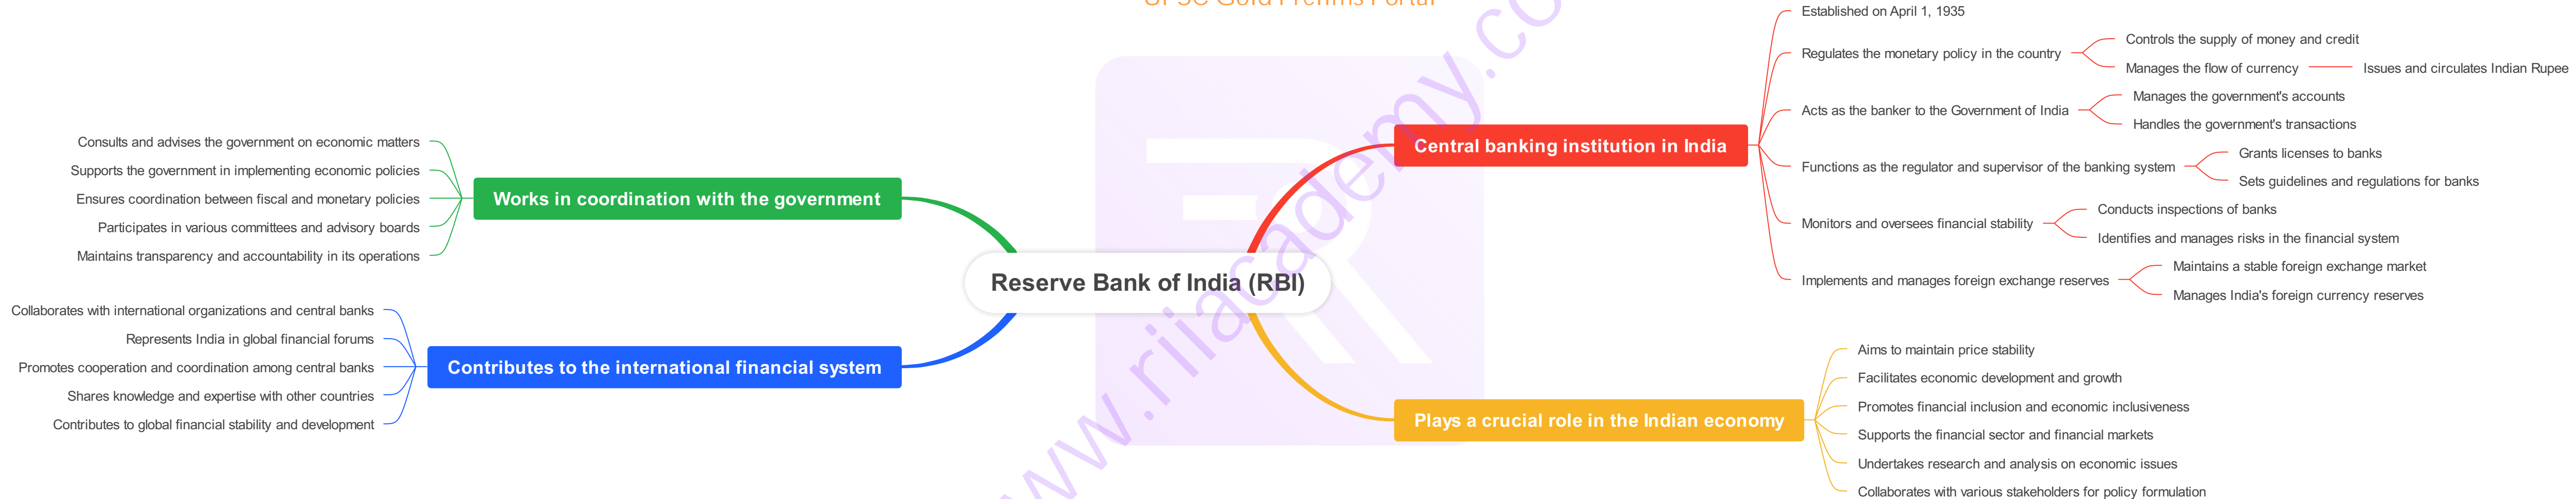 UPSC Gold Prelims Portal
Reserve Bank of India (RBI)
Central banking institution in India
Established on April 1, 1935
Regulates the monetary policy in the country
Controls the supply of money and credit
Manages the flow of currency
Issues and circulates Indian Rupee
Acts as the banker to the Government of India
Manages the government's accounts
Handles the government's transactions
Functions as the regulator and supervisor of the banking system
Grants licenses to banks
Sets guidelines and regulations for banks
Monitors and oversees financial stability
Conducts inspections of banks
Identifies and manages risks in the financial system
Implements and manages foreign exchange reserves
Maintains a stable foreign exchange market
Manages India's foreign currency reserves
Plays a crucial role in the Indian economy
Aims to maintain price stability
Facilitates economic development and growth
Promotes financial inclusion and economic inclusiveness
Supports the financial sector and financial markets
Undertakes research and analysis on economic issues
Collaborates with various stakeholders for policy formulation
Works in coordination with the government
Consults and advises the government on economic matters
Supports the government in implementing economic policies
Ensures coordination between fiscal and monetary policies
Participates in various committees and advisory boards
Maintains transparency and accountability in its operations
Contributes to the international financial system
Collaborates with international organizations and central banks
Represents India in global financial forums
Promotes cooperation and coordination among central banks
Shares knowledge and expertise with other countries
Contributes to global financial stability and development